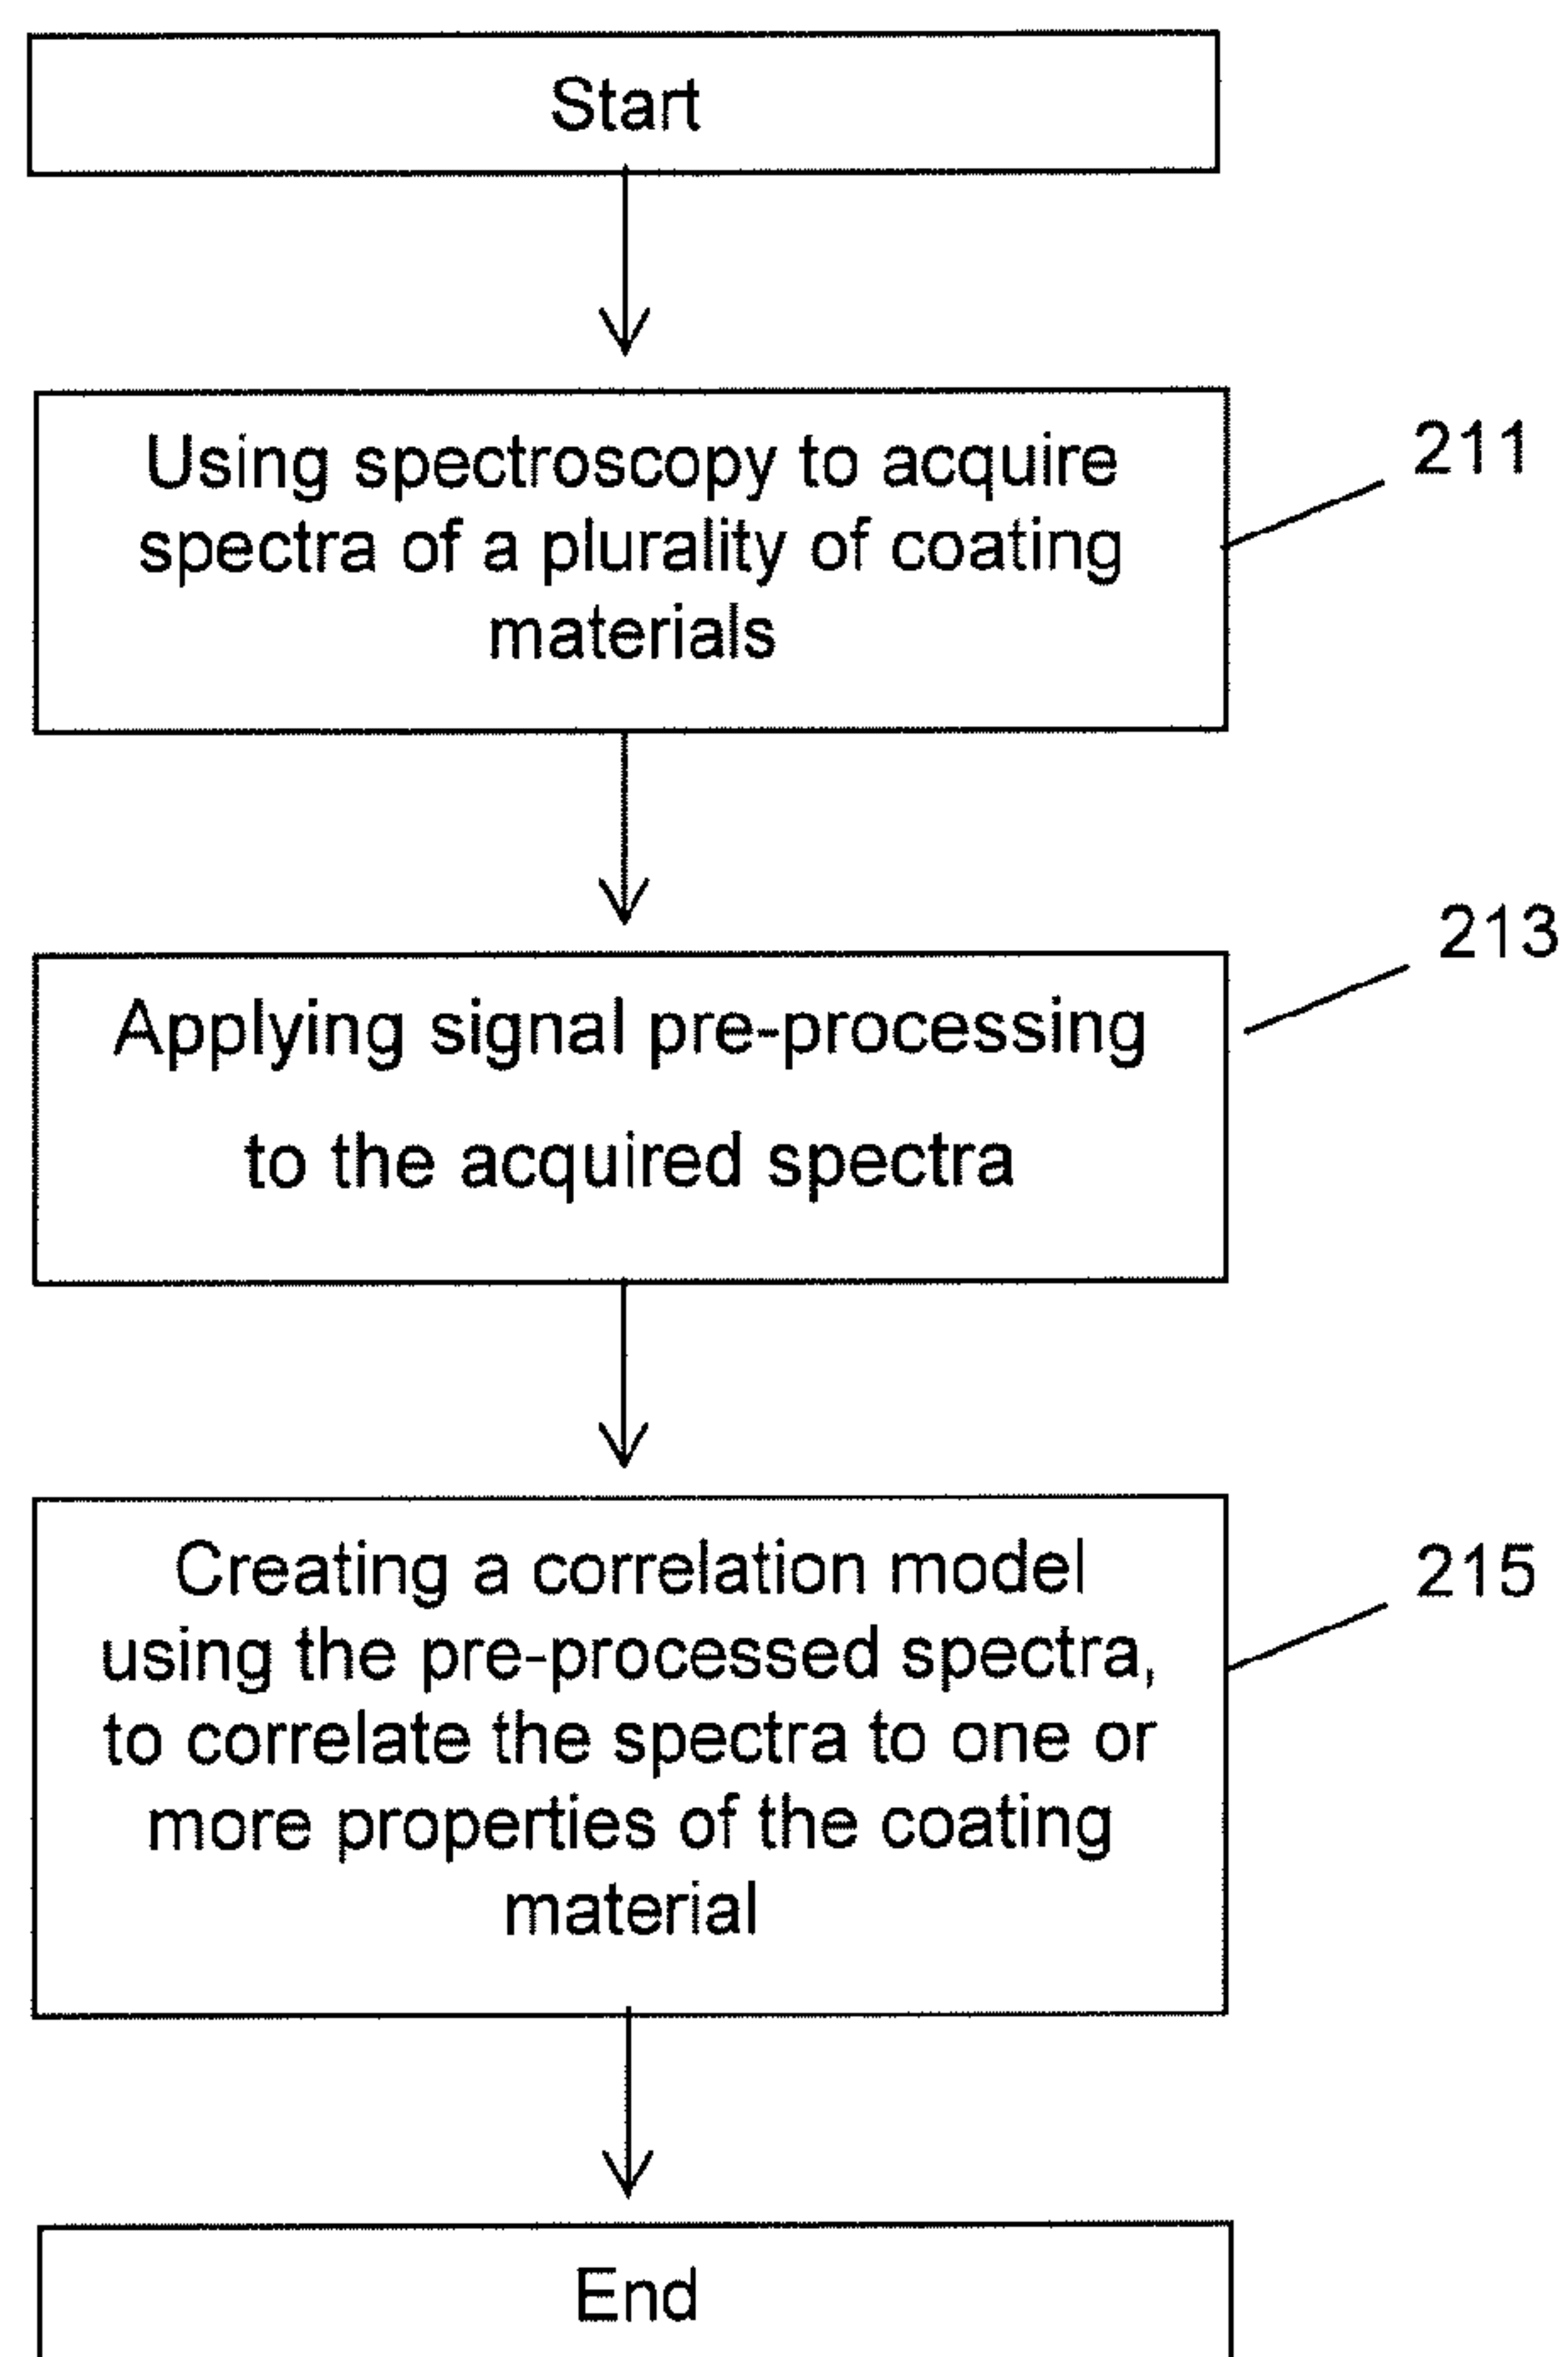 Start
Using spectroscopy to acquire
spectra of a plurality of coating
materials
211
Applying signal pre-processing
to the acquired spectra
213
Creating a correlation model
using the pre-processed spectra,
to correlate the spectra to one or
more properties of the coating
material
215
End